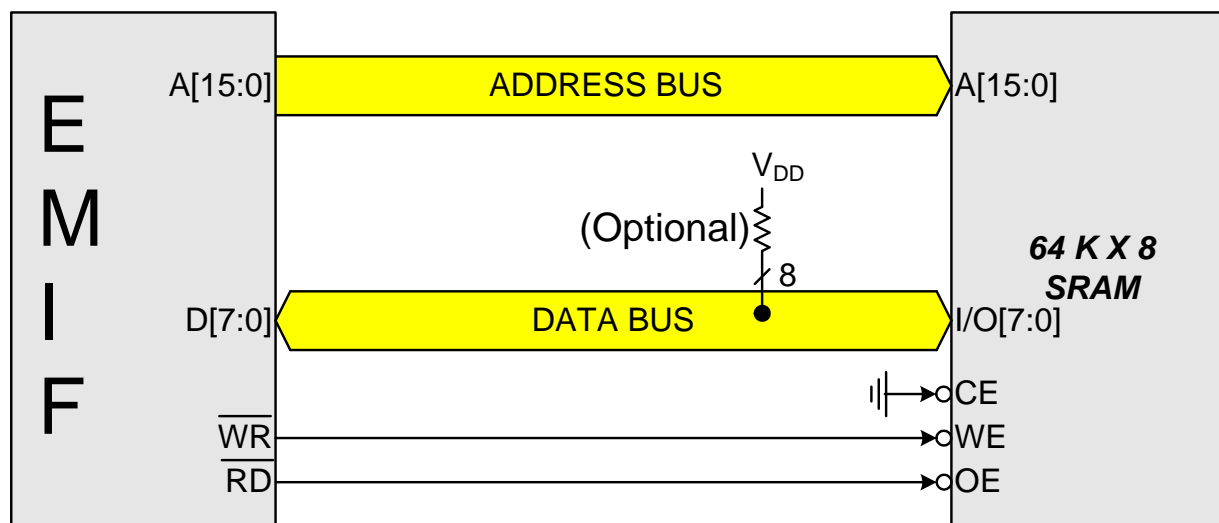 EMIF
A[15:0]
ADDRESS BUS
A[15:0]
VDD
(Optional)
8
64 K X 8
SRAM
D[7:0]
DATA BUS
I/O[7:0]
CE
WR
WE
RD
OE